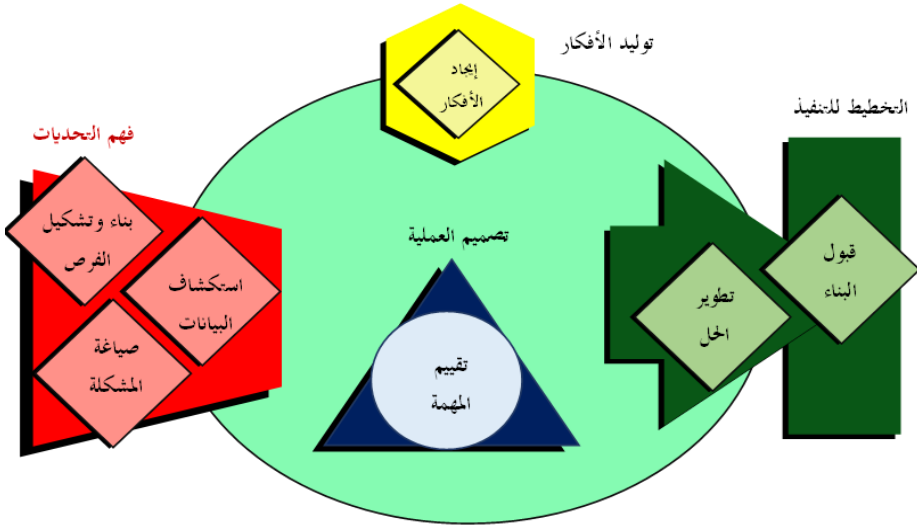 توليد الأفكار
إيجاد
الأفكار
التخطيط للتنفيذ
قبول
البناء
تطوير
الحل
فهم التحديات
بناء وتشكيل
الفرص
استكشاف
البيانات
صياغة
المشكلة
تصميم العملية
تقييم
المهمة